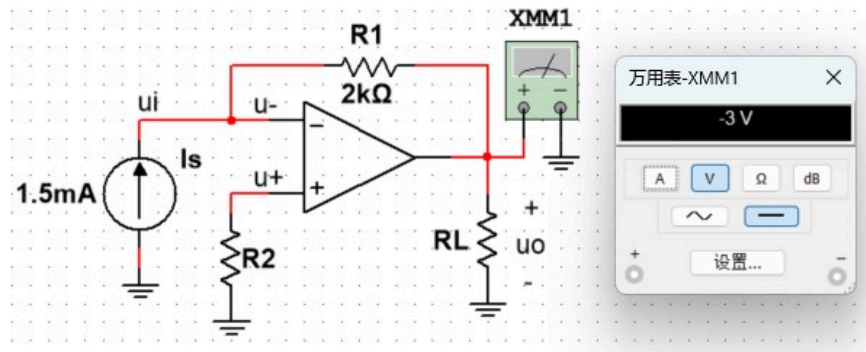 XMM1
R1
2kΩ
ui
u-
Is
1.5mA
u+
R2
RL
+
uo
-
万用表-XMM1
-3 V
A V Ω dB
设置...
+ -